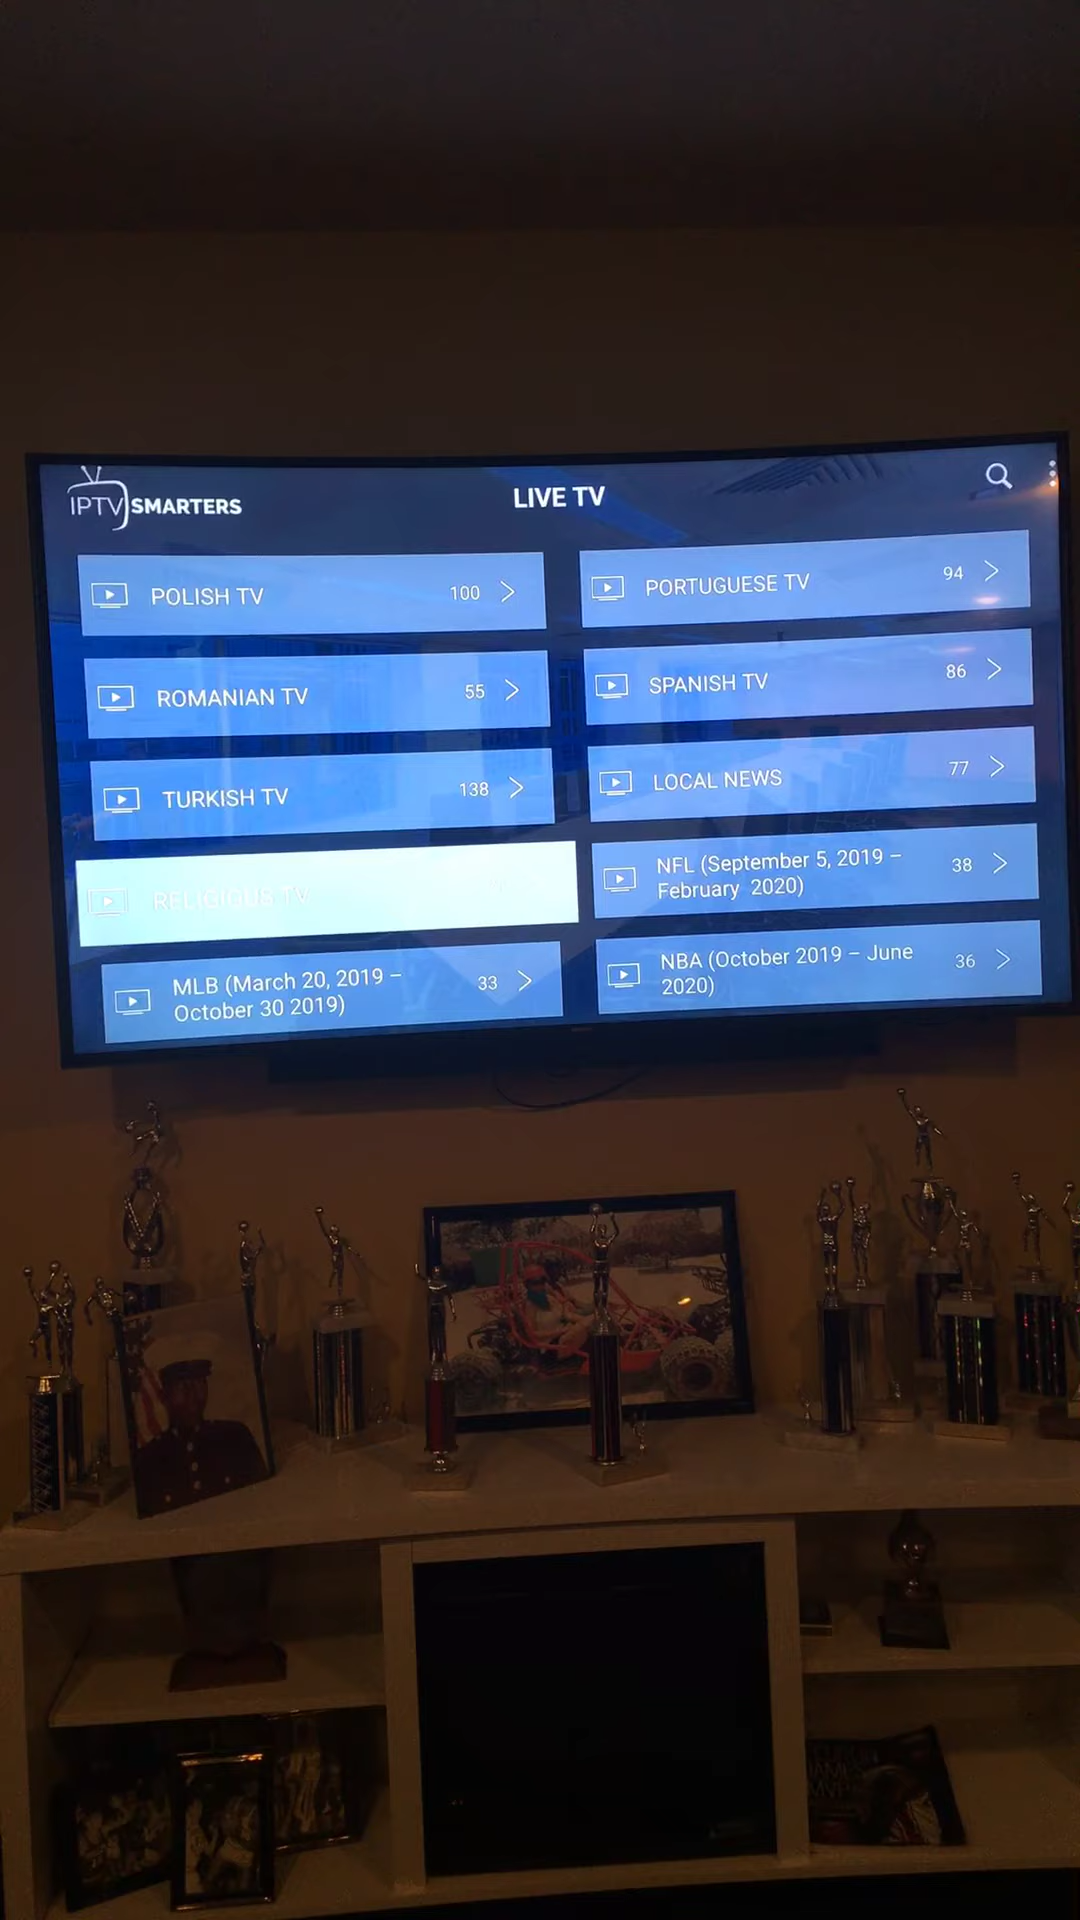 IPTV SMARTERS
LIVE TV
POLISH TV 100
PORTUGUESE TV 94
ROMANIAN TV 55
SPANISH TV 86
TURKISH TV 138
LOCAL NEWS 77
RELIGIOUS TV
NFL (September 5, 2019 –
February 2020) 38
MLB (March 20, 2019 –
October 30 2019) 33
NBA (October 2019 – June
2020) 36